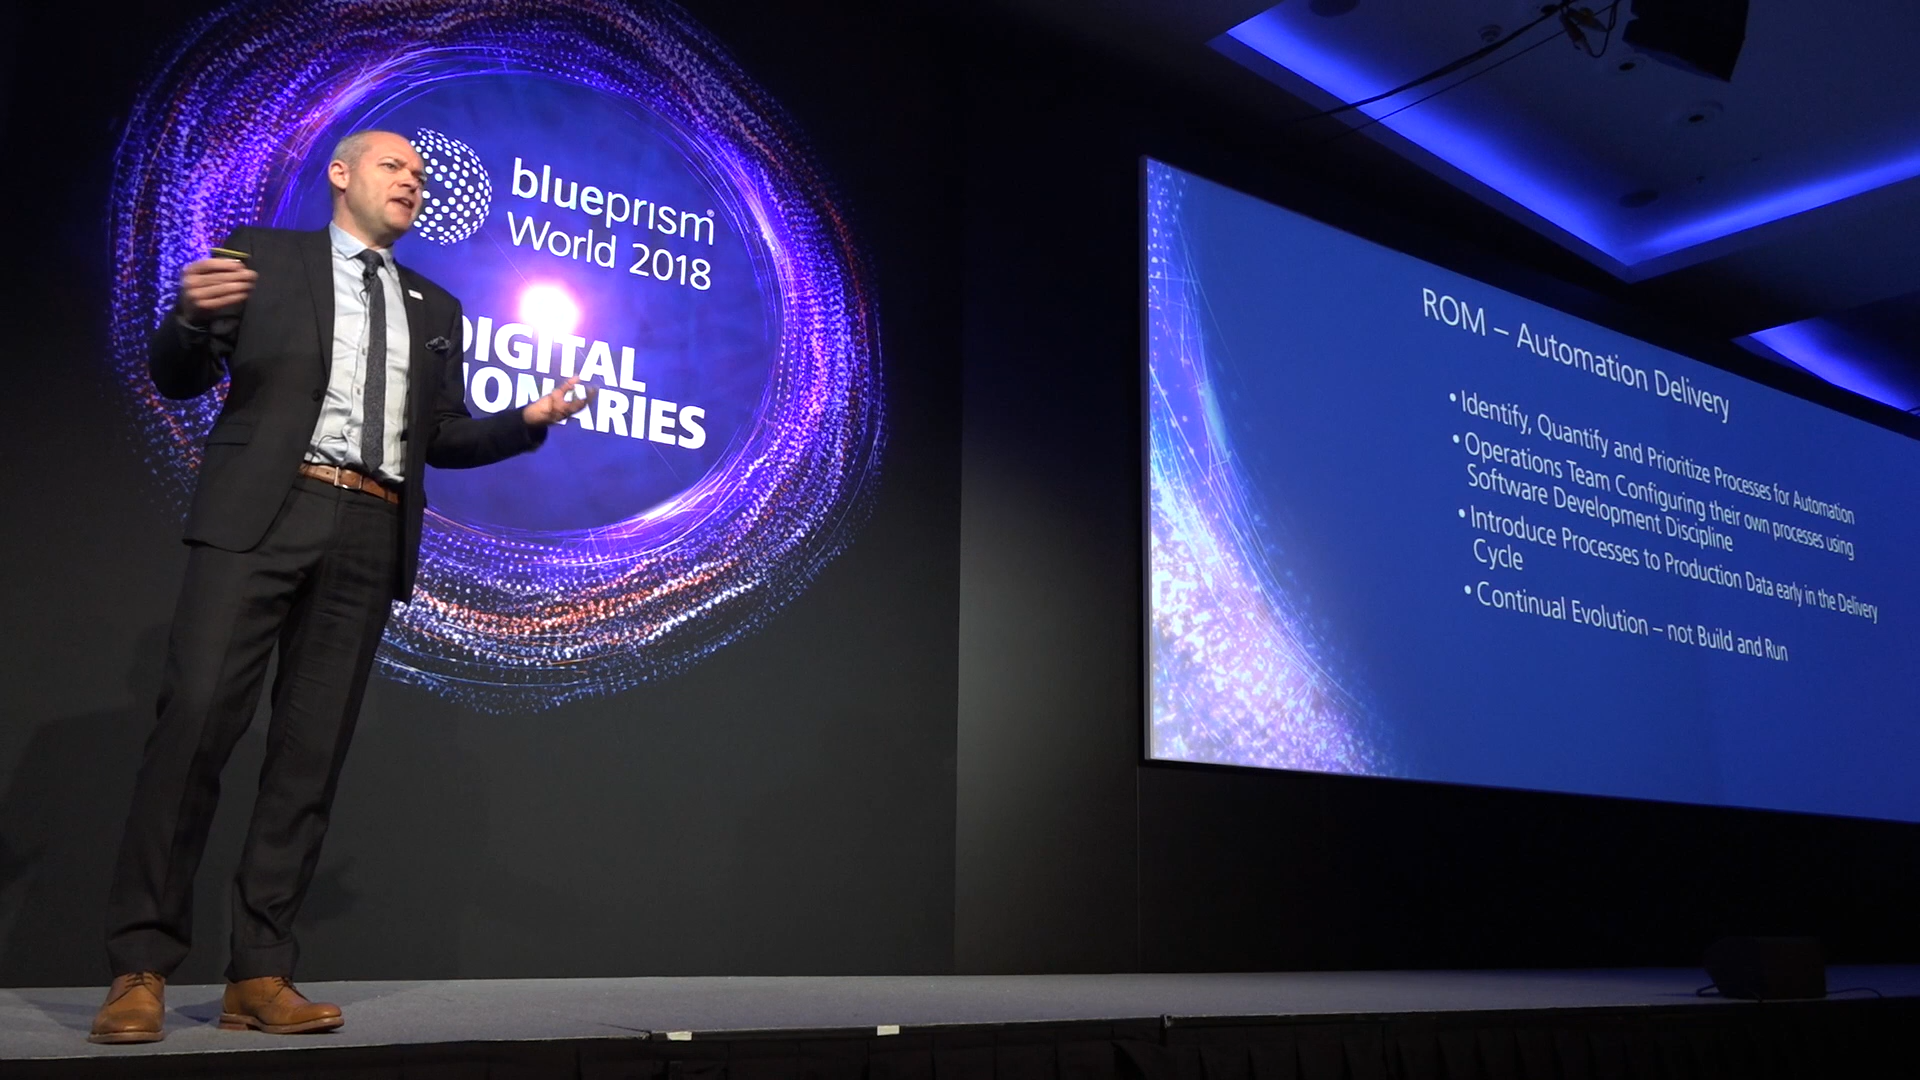 blueprism®
World 2018
DIGITAL
IONARIES
ROM – Automation Delivery
• Identify, Quantify and Prioritize Processes for Automation
• Operations Team Configuring their own processes using
Software Development Discipline
• Introduce Processes to Production Data early in the Delivery
Cycle
• Continual Evolution – not Build and Run